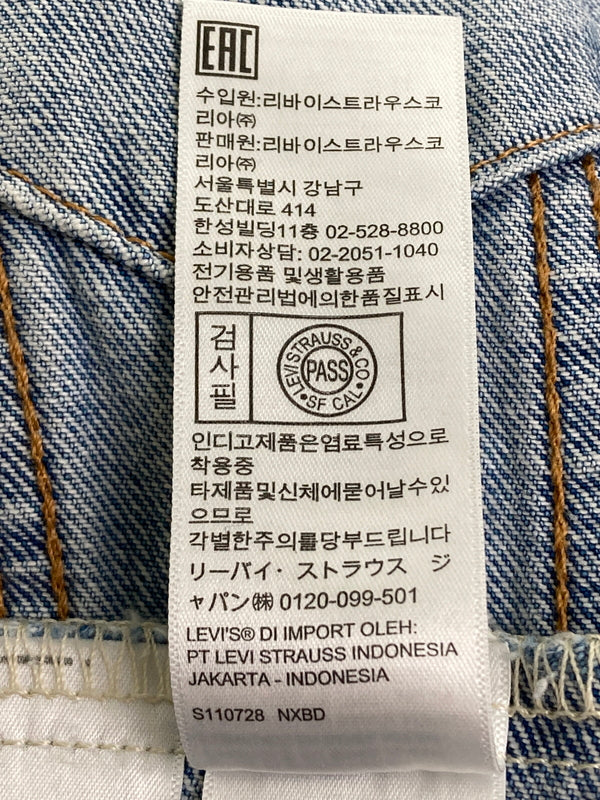 EAC
수입원:리바이스트라우스코
리아㈜
판매원:리바이스트라우스코
리아㈜
서울특별시 강남구
도산대로 414
한성빌딩11층 02-528-8800
소비자상담: 02-2051-1040
전기용품 및생활용품
안전관리법에의한품질표시
검
사
필
LEVI STRAUSS & CO
PASS
SF CAL
인디고제품은염료특성으로
착용중
타제품및신체에묻어날수있
으므로
각별한주의를당부드립니다
リーバイ・ストラウス ジ
ャパン㈱ 0120-099-501
LEVI'S® DI IMPORT OLEH:
PT LEVI STRAUSS INDONESIA
JAKARTA - INDONESIA
S110728 NXBD